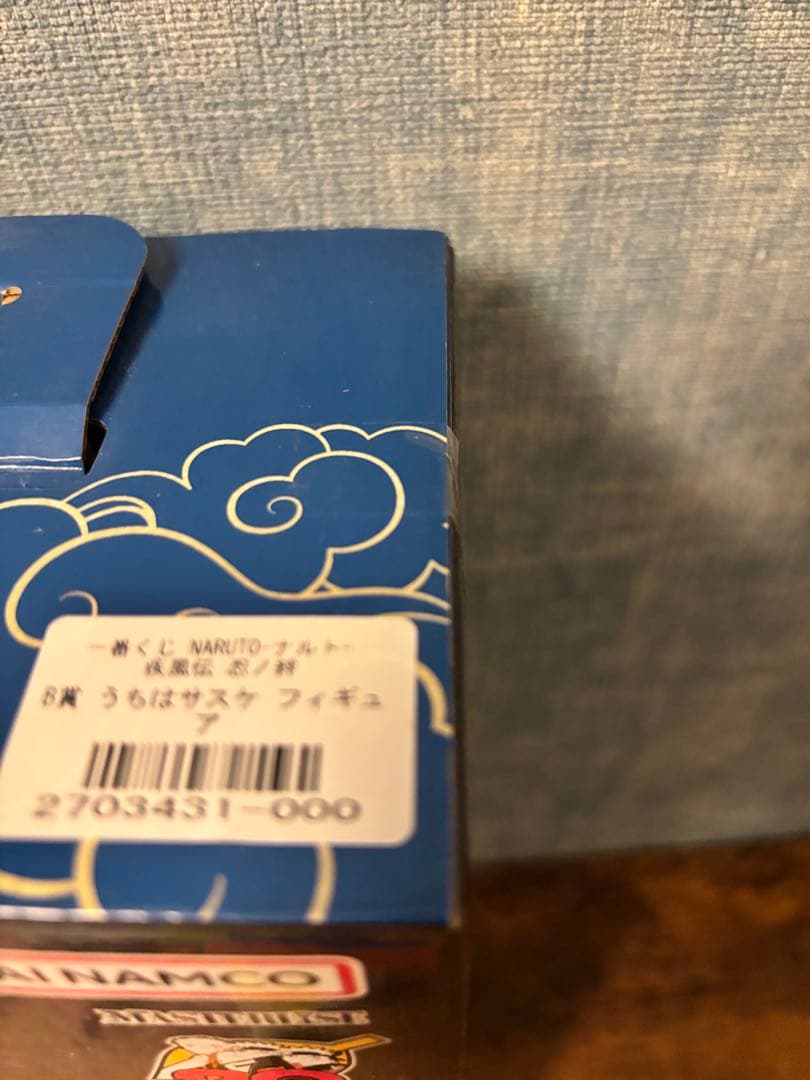 一番くじ NARUTO-ナルト-
疾風伝 忍ノ絆
B賞 うちはサスケ フィギュ
ア
2703431-000
AI NAMCO
MASTERLISE